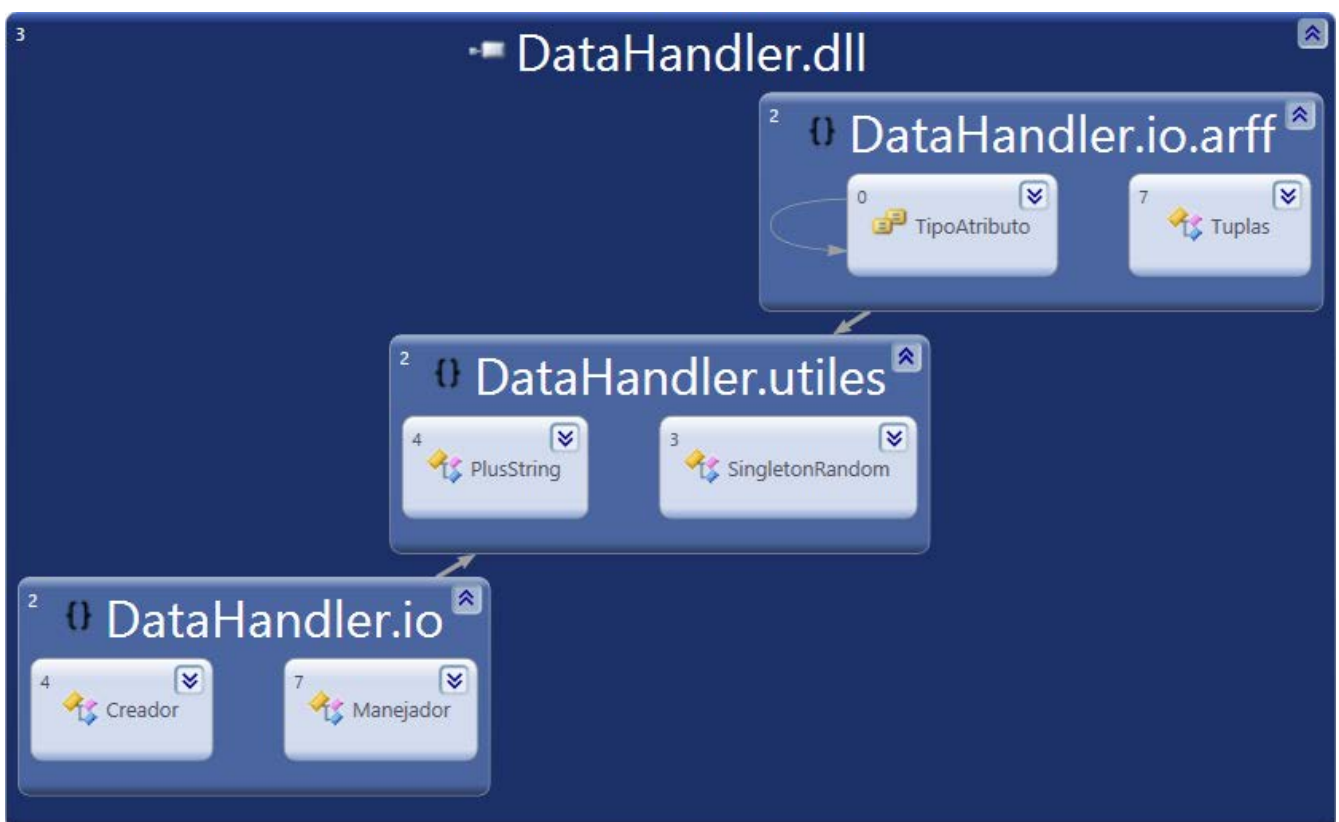 3
DataHandler.dll
2
{} DataHandler.io.arff
0
TipoAtributo
7
Tuplas
2
{} DataHandler.utiles
4
PlusString
3
SingletonRandom
2
{} DataHandler.io
4
Creador
7
Manejador